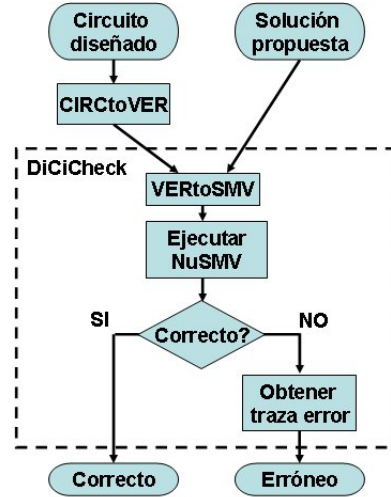 Circuito
diseñado
Solución
propuesta
CIRCtoVER
DiCiCheck
VERtoSMV
Ejecutar
NuSMV
SI
Correcto?
NO
Obtener
traza error
Correcto
Erróneo